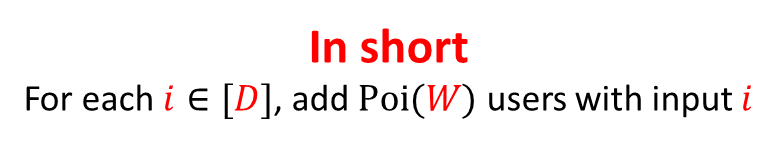 In short
For each i ∈ [D], add Poi(W) users with input i